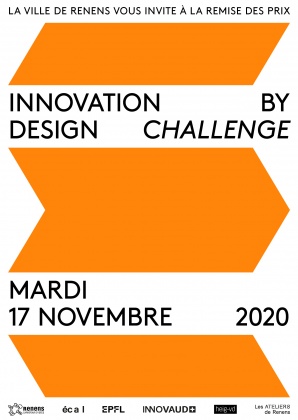 LA VILLE DE RENENS VOUS INVITE À LA REMISE DES PRIX
INNOVATION BY
DESIGN CHALLENGE
MARDI
17 NOVEMBRE 2020
Renens
écal EPFL INNOVAUD heig-vd Les ATELIERS
de Renens